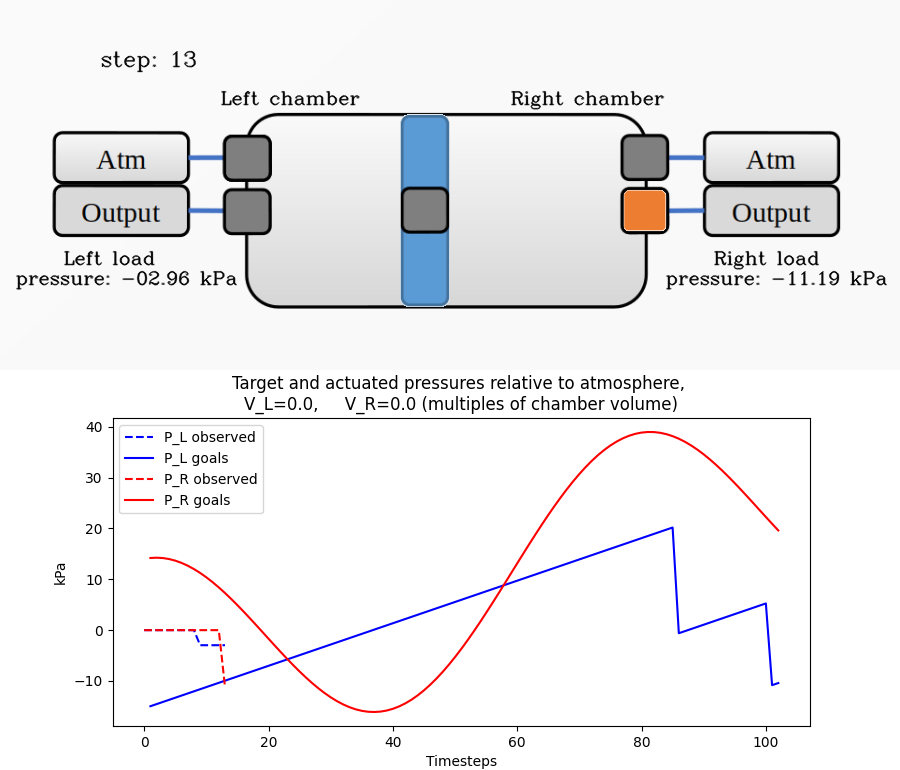 step: 13
Left chamber
Right chamber
Atm
Atm
Output
Output
Left load
pressure: -02.96 kPa
Right load
pressure: -11.19 kPa
Target and actuated pressures relative to atmosphere,
V_L=0.0, V_R=0.0 (multiples of chamber volume)
P_L observed
P_L goals
P_R observed
P_R goals
40
30
20
10
0
−10
kPa
0 20 40 60 80 100
Timesteps